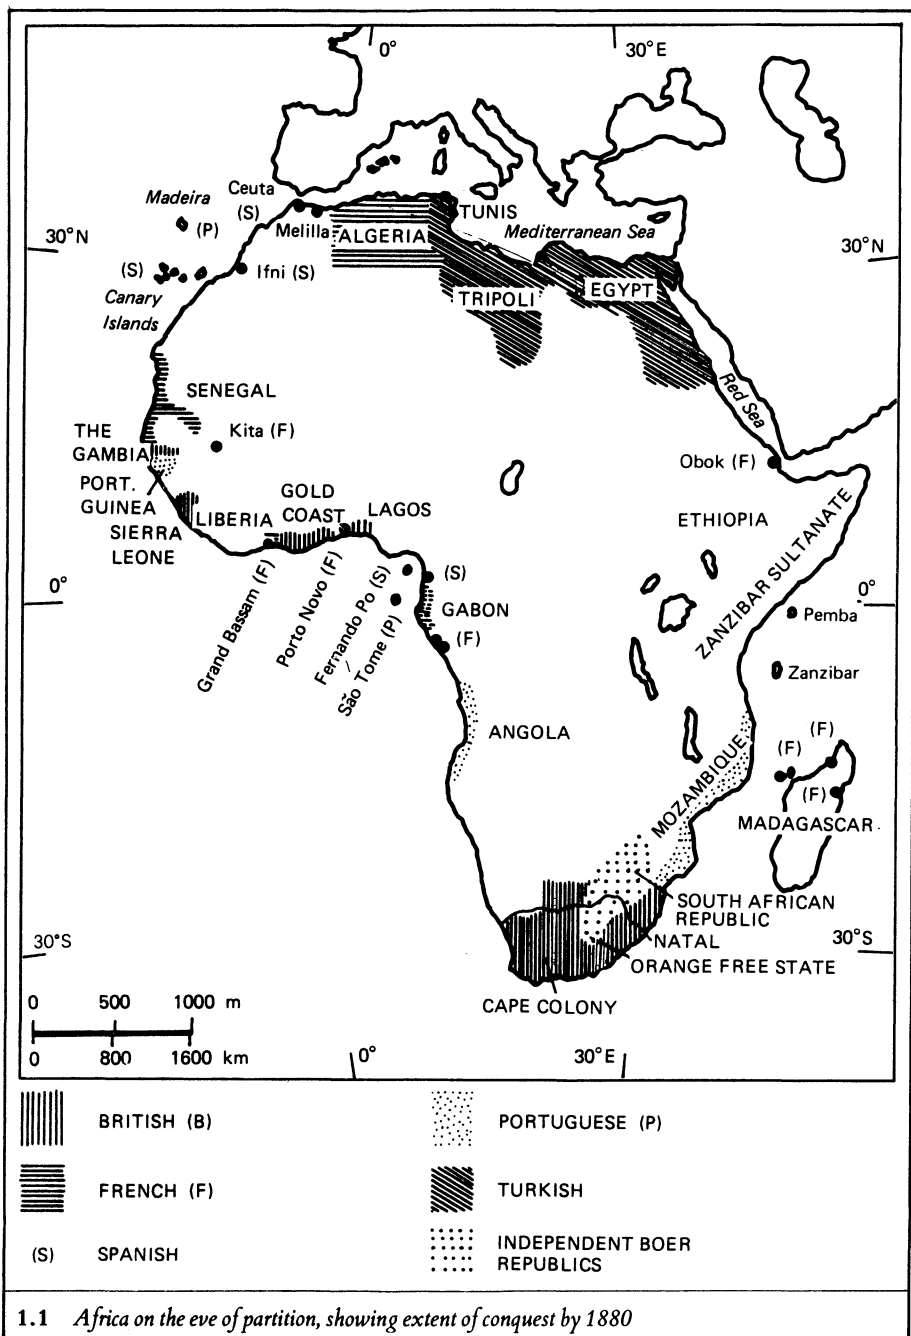 0°
30°E
Ceuta
(S)
Madeira
(P)
Melilla
ALGERIA
TUNIS
Mediterranean Sea
30°N
30°N
(S)
Ifni (S)
Canary
Islands
TRIPOLI
EGYPT
Red Sea
SENEGAL
Kita (F)
THE
GAMBIA
PORT.
GUINEA
SIERRA
LEONE
LIBERIA
GOLD
COAST
LAGOS
Obok (F)
ETHIOPIA
ZANZIBAR SULTANATE
0°
0°
Grand Bassam (F)
Porto Novo (F)
Fernando Po (S)
São Tome (P)
(S)
GABON
(F)
Pemba
Zanzibar
ANGOLA
MOZAMBIQUE
(F)
(F)
(F)
MADAGASCAR
SOUTH AFRICAN
REPUBLIC
NATAL
ORANGE FREE STATE
CAPE COLONY
30°S
30°S
0 500 1000 m
0 800 1600 km
0°
30°E
BRITISH (B)
FRENCH (F)
(S) SPANISH
PORTUGUESE (P)
TURKISH
INDEPENDENT BOER
REPUBLICS
1.1 Africa on the eve of partition, showing extent of conquest by 1880